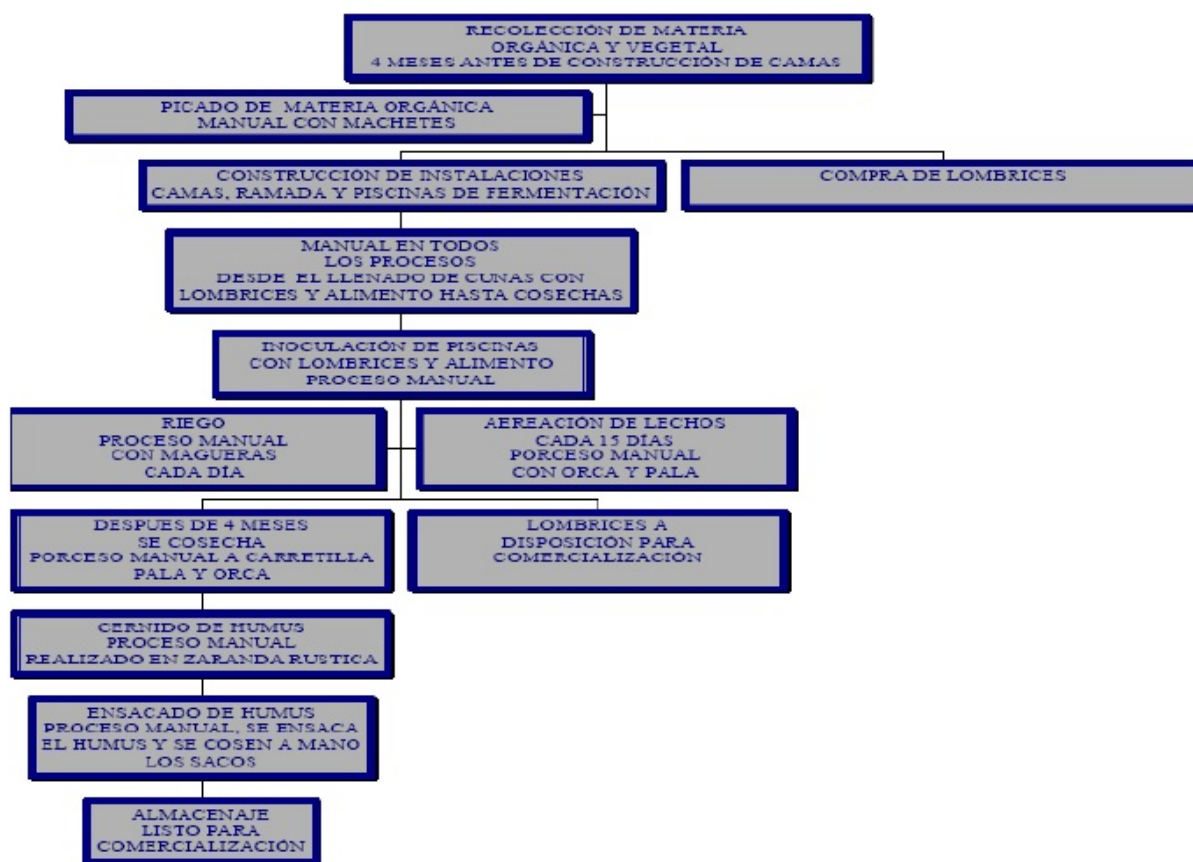 RECOLECCIÓN DE MATERIA
ORGÁNICA Y VEGETAL
4 MESES ANTES DE CONSTRUCCIÓN DE CAMAS
PICADO DE MATERIA ORGÁNICA
MANUAL CON MACHETES
CONSTRUCCIÓN DE INSTALACIONES
CAMAS, RAMADA Y PISCINAS DE FERMENTACIÓN
COMPRA DE LOMBRICES
MANUAL EN TODOS
LOS PROCESOS
DESDE EL LLENADO DE CUNAS CON
LOMBRICES Y ALIMENTO HASTA COSECHAS
INOCULACIÓN DE PISCINAS
CON LOMBRICES Y ALIMENTO
PROCESO MANUAL
RIEGO
PROCESO MANUAL
CON MAGUERAS
CADA DÍA
AEREACIÓN DE LECHOS
CADA 15 DÍAS
PORCESO MANUAL
CON ORCA Y PALA
DESPUES DE 4 MESES
SE COSECHA
PORCESO MANUAL A CARRETILLA
PALA Y ORCA
LOMBRICES A
DISPOSICIÓN PARA
COMERCIALIZACIÓN
CERNIDO DE HUMUS
PROCESO MANUAL
REALIZADO EN ZARANDA RUSTICA
ENSACADO DE HUMUS
PROCESO MANUAL, SE ENSACA
EL HUMUS Y SE COSEN A MANO
LOS SACOS
ALMACENAJE
LISTO PARA
COMERCIALIZACIÓN